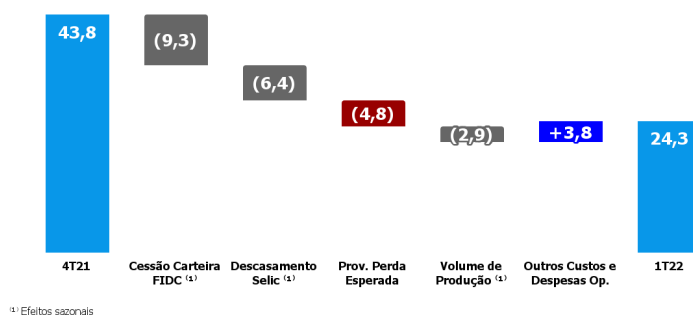 43,8
(9,3)
(6,4)
(4,8)
(2,9)
+3,8
24,3
4T21
Cessão Carteira
FIDC ⁽¹⁾
Descasamento
Selic ⁽¹⁾
Prov. Perda
Esperada
Volume de
Produção ⁽¹⁾
Outros Custos e
Despesas Op.
1T22
⁽¹⁾ Efeitos sazonais